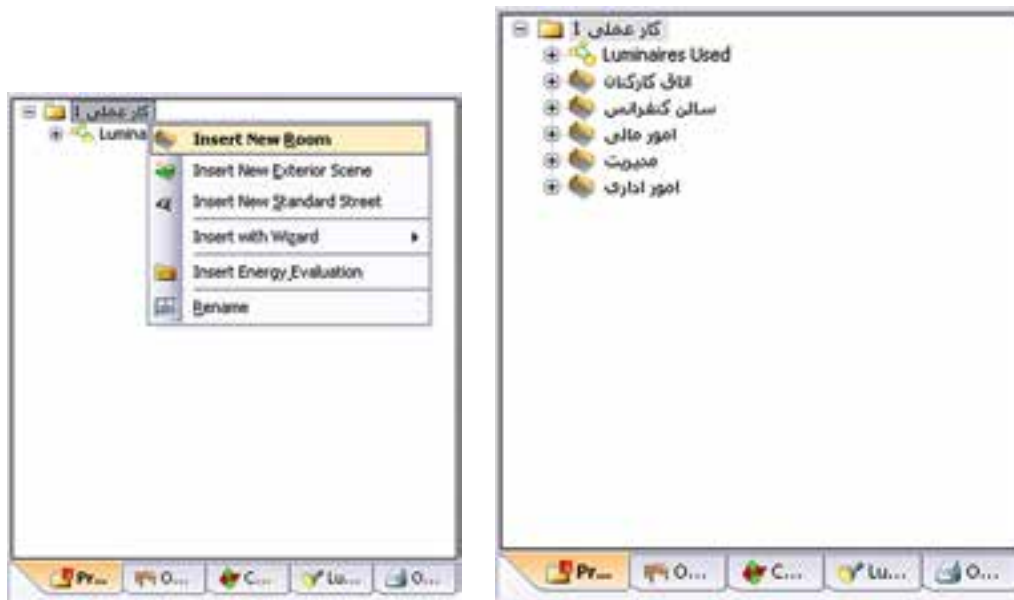 کار عملی 1
Lumina
Insert New Room
Insert New Exterior Scene
Insert New Standard Street
Insert with Wizard
Insert Energy Evaluation
Rename
Pr...
O...
C...
Lu...
O...
کار عملی 1
Luminaires Used
اتاق کارکنان
سالن کنفرانس
امور مالی
مدیریت
امور اداری
Pr...
O...
C...
Lu...
O...